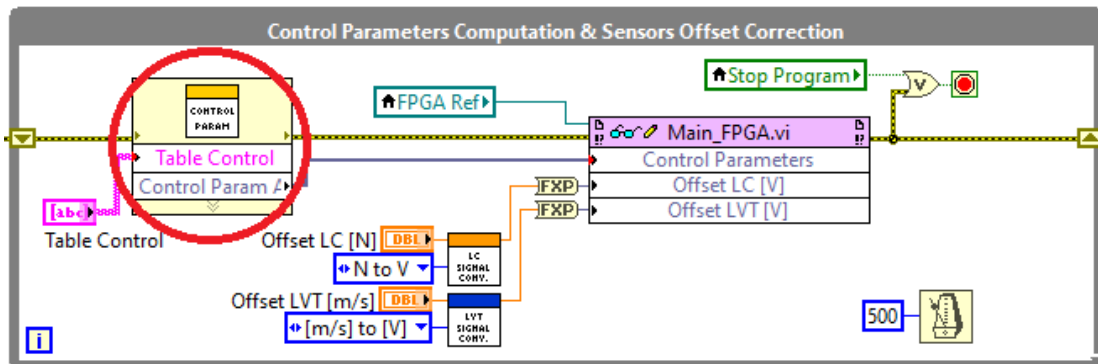 Control Parameters Computation & Sensors Offset Correction
CONTROL
PARAM
Table Control
Control Param A
abc
Table Control
FPGA Ref
Stop Program
V
Main_FPGA.vi
Control Parameters
Offset LC [V]
Offset LVT [V]
FXP
FXP
Offset LC [N]
DBL
N to V
LC
SIGNAL
CONV.
Offset LVT [m/s]
DBL
[m/s] to [V]
LVT
SIGNAL
CONV.
500
i